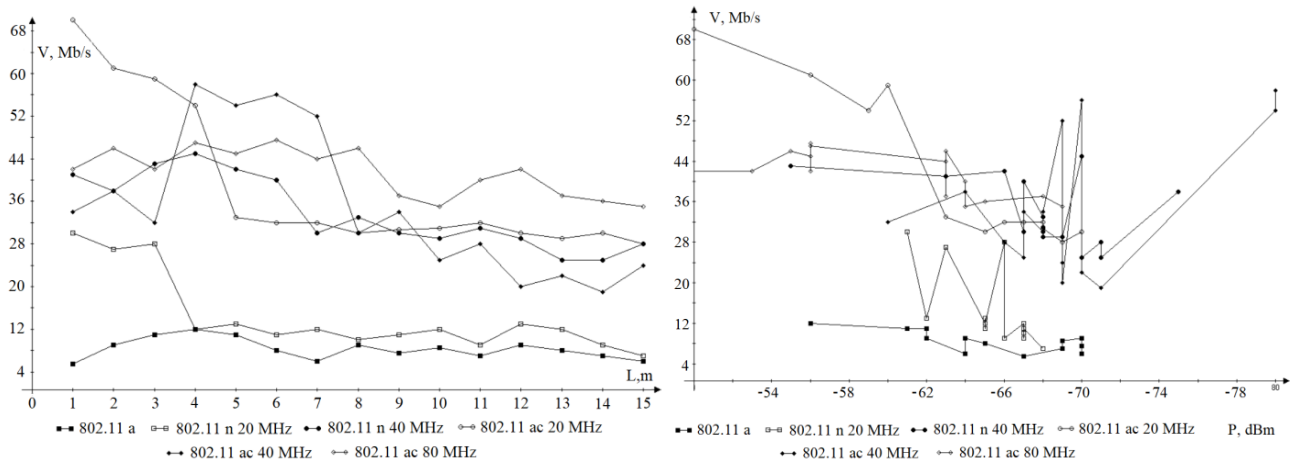 V, Mb/s
68
60
52
44
36
28
20
12
4
L,m
0 1 2 3 4 5 6 7 8 9 10 11 12 13 14 15
802.11 a 802.11 n 20 MHz 802.11 n 40 MHz 802.11 ac 20 MHz
802.11 ac 40 MHz 802.11 ac 80 MHz
V, Mb/s
68
60
52
44
36
28
20
12
4
-54 -58 -62 -66 -70 -74 -78 80
802.11 a 802.11 n 20 MHz 802.11 n 40 MHz 802.11 ac 20 MHz P, dBm
802.11 ac 40 MHz 802.11 ac 80 MHz